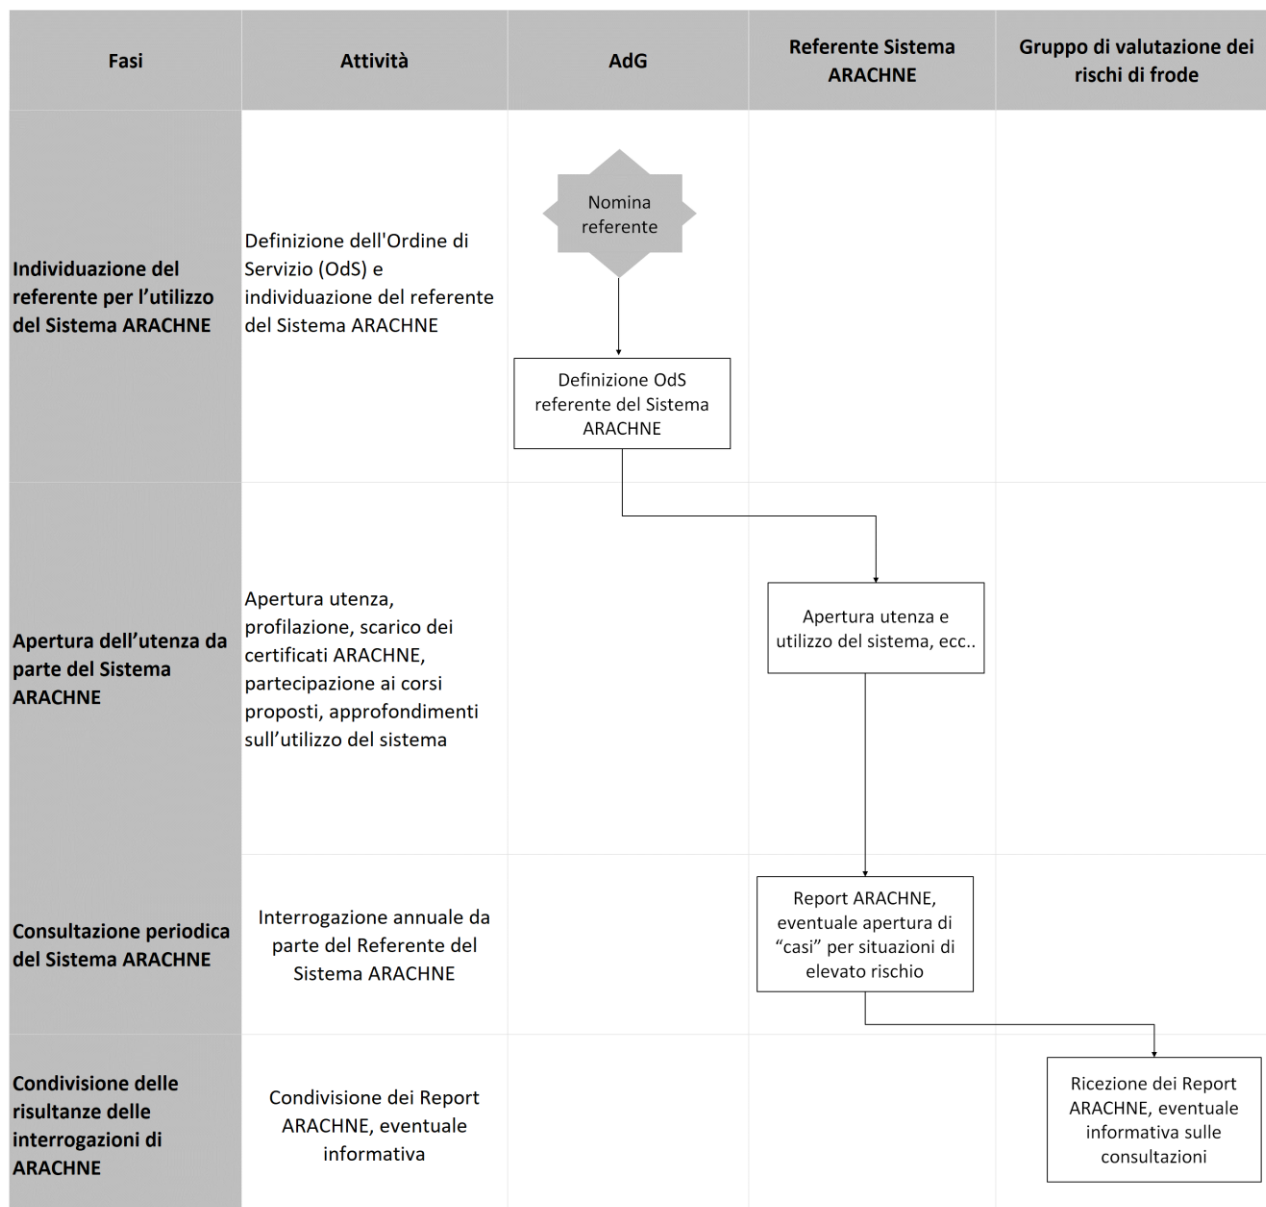 Fasi
Attività
AdG
Referente Sistema
ARACHNE
Gruppo di valutazione dei
rischi di frode
Individuazione del
referente per l’utilizzo
del Sistema ARACHNE
Definizione dell'Ordine di
Servizio (OdS) e
individuazione del referente
del Sistema ARACHNE
Nomina
referente
Definizione OdS
referente del Sistema
ARACHNE
Apertura dell’utenza da
parte del Sistema
ARACHNE
Apertura utenza,
profilazione, scarico dei
certificati ARACHNE,
partecipazione ai corsi
proposti, approfondimenti
sull’utilizzo del sistema
Apertura utenza e
utilizzo del sistema, ecc..
Consultazione periodica
del Sistema ARACHNE
Interrogazione annuale da
parte del Referente del
Sistema ARACHNE
Report ARACHNE,
eventuale apertura di
“casi” per situazioni di
elevato rischio
Condivisione delle
risultanze delle
interrogazioni di
ARACHNE
Condivisione dei Report
ARACHNE, eventuale
informativa
Ricezione dei Report
ARACHNE, eventuale
informativa sulle
consultazioni